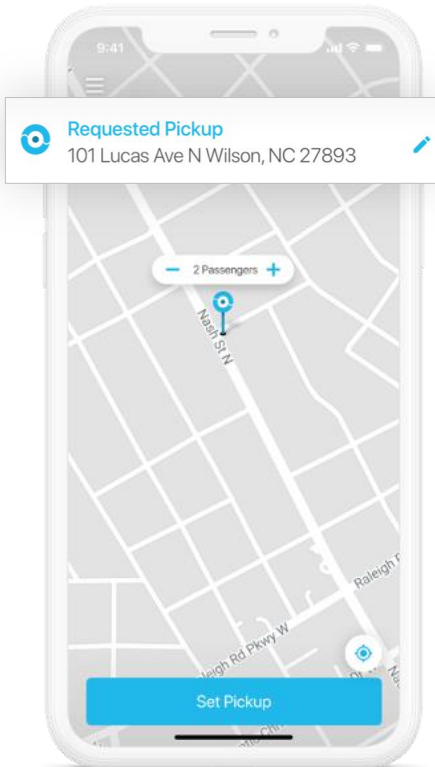 9:41
Requested Pickup
101 Lucas Ave N Wilson, NC 27893
2 Passengers
Nash St N
Raleigh
leigh Rd Pkwy W
Set Pickup